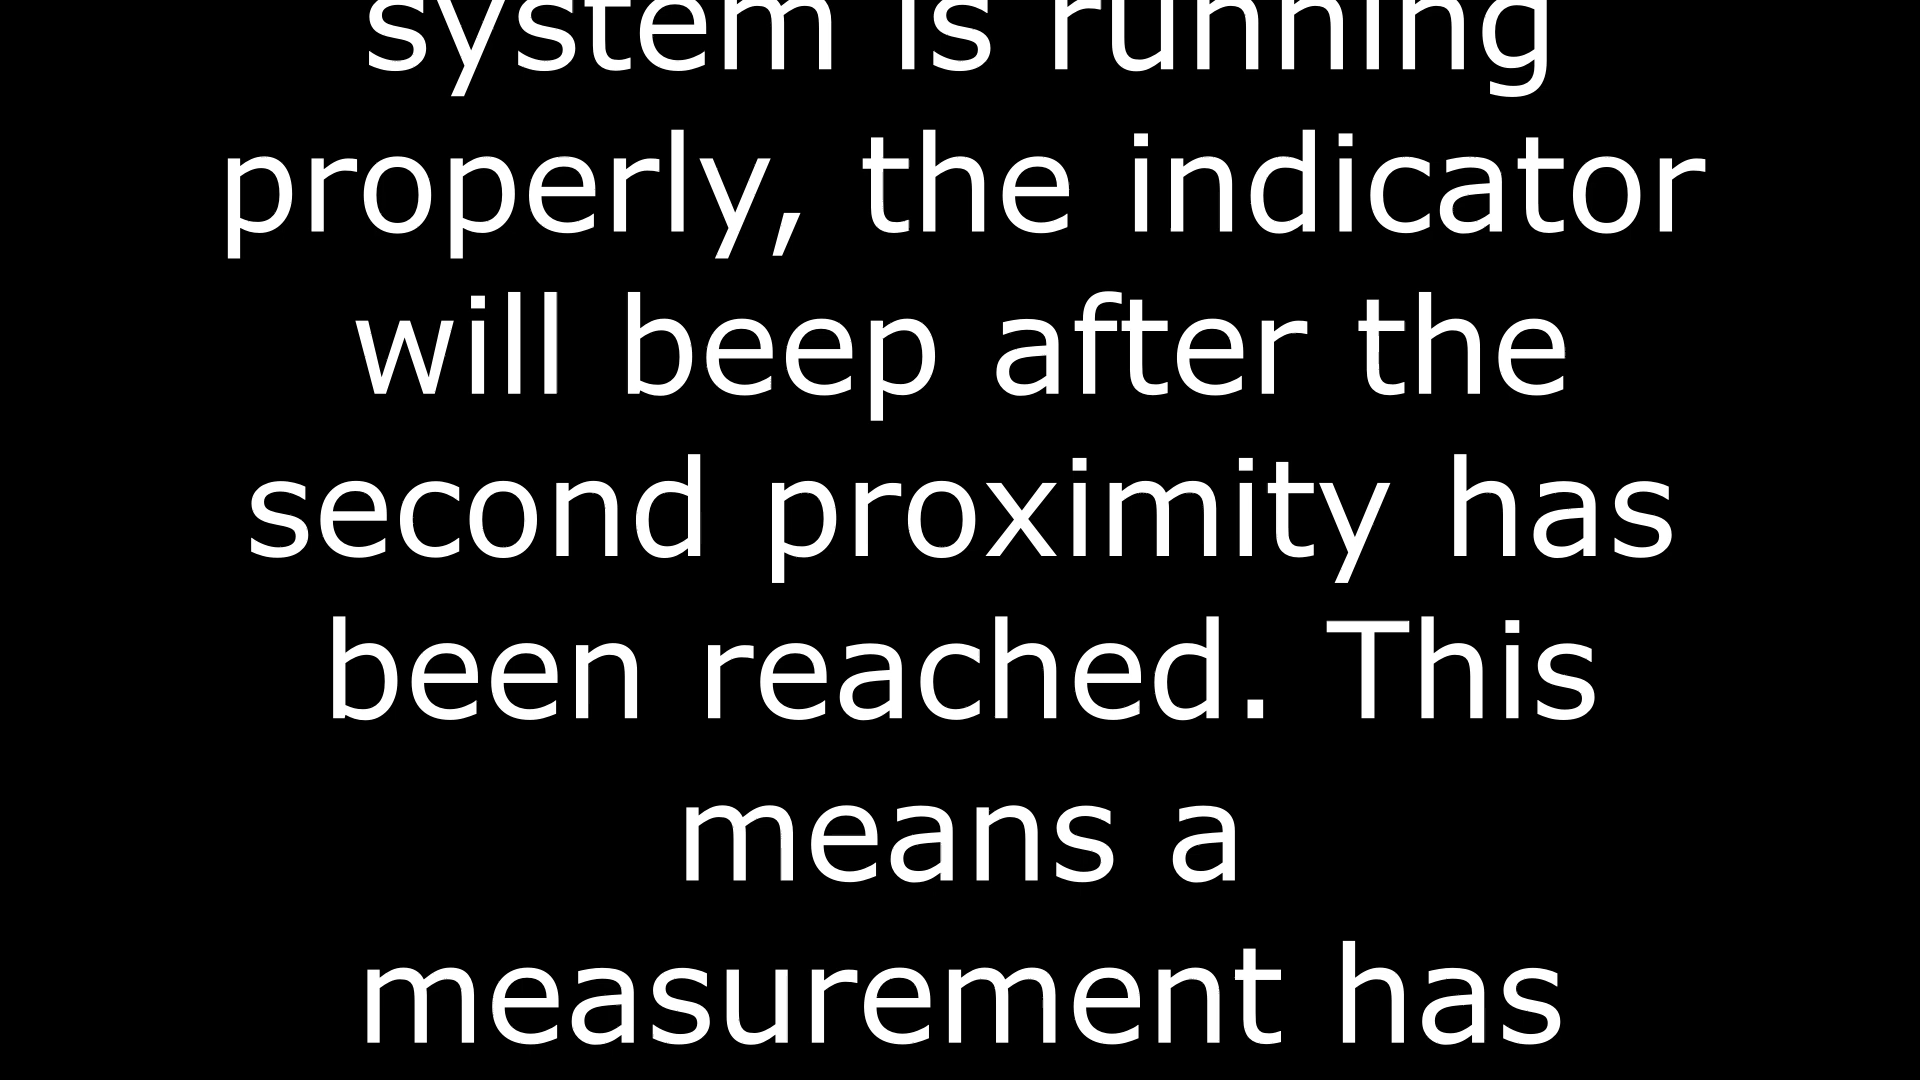 system is running
properly, the indicator
will beep after the
second proximity has
been reached. This
means a
measurement has